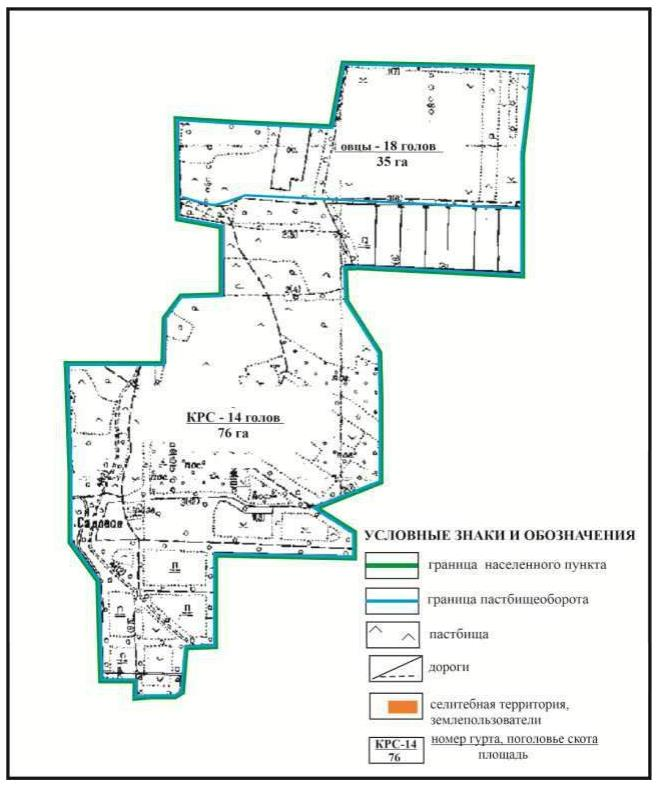 овцы - 18 голов
35 га
КРС - 14 голов
76 га
Садовое
УСЛОВНЫЕ ЗНАКИ И ОБОЗНАЧЕНИЯ
граница населенного пункта
граница пастбищеоборота
пастбища
дороги
селитебная территория,
землепользователи
КРС-14
76
номер гурта, поголовье скота
площадь